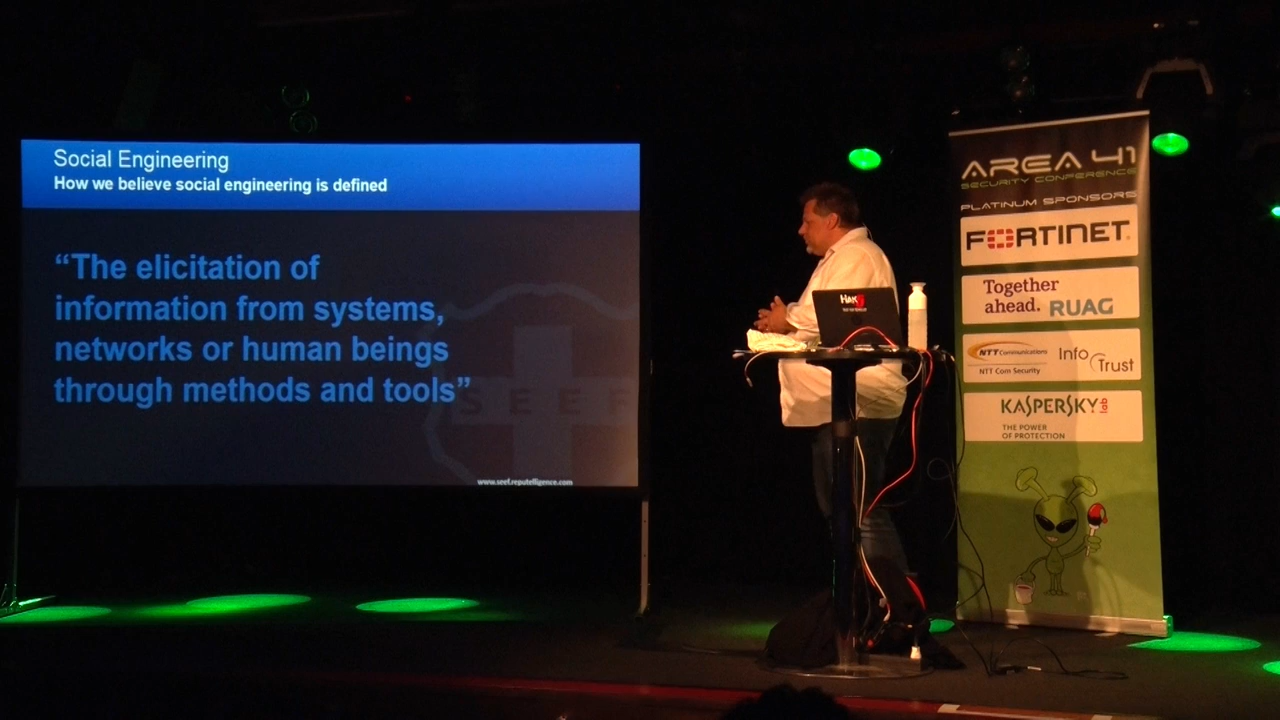 Social Engineering
How we believe social engineering is defined
“The elicitation of
information from systems,
networks or human beings
through methods and tools”
SEEF
www.seef.reputelligence.com
HAK5
AREA 41
SECURITY CONFERENCE
PLATINUM SPONSORS
FORTINET
Together
ahead. RUAG
NTT Communications
NTT Com Security
InfoTrust
KASPERSKY lab
THE POWER
OF PROTECTION